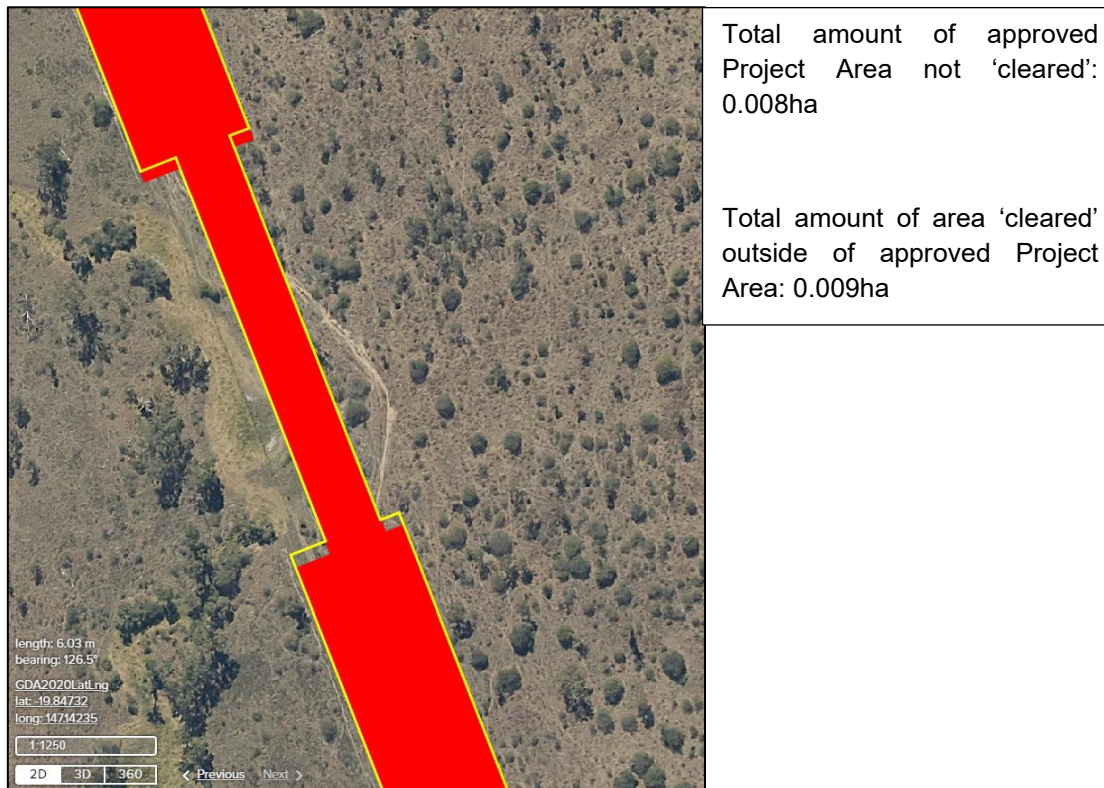 Total amount of approved
Project Area not ‘cleared’:
0.008ha
Total amount of area ‘cleared’
outside of approved Project
Area: 0.009ha
length: 6.03 m
bearing: 126.5°
GDA2020LatLng
lat: -19.84732
long: 147.14235
1:1250
2D 3D 360 < Previous Next >